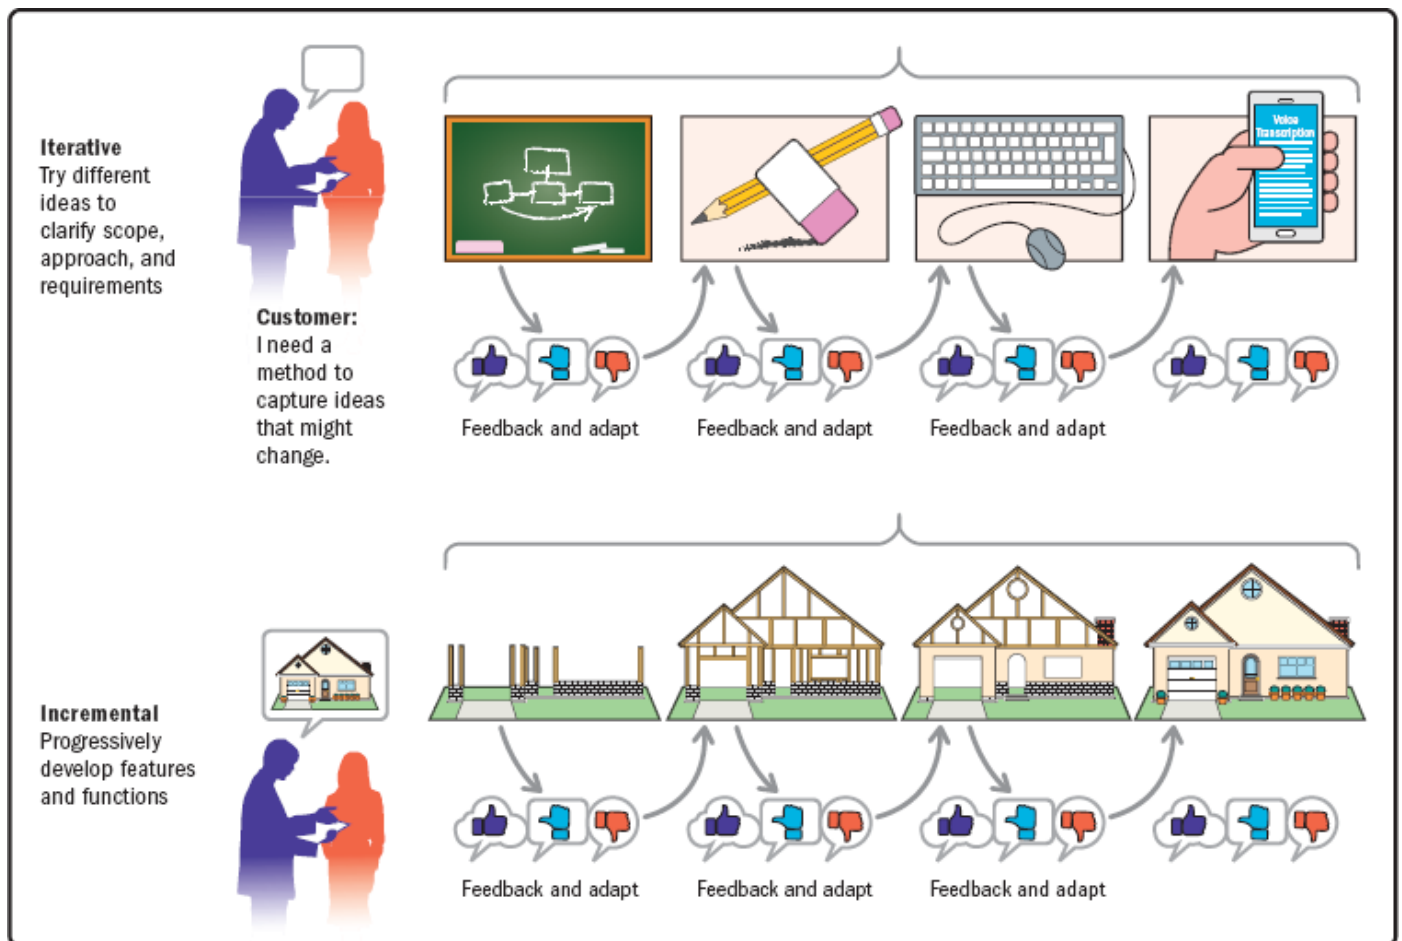 Iterative
Try different
ideas to
clarify scope,
approach, and
requirements
Customer:
I need a
method to
capture ideas
that might
change.
Voice
Transcription
Feedback and adapt
Feedback and adapt
Feedback and adapt
Incremental
Progressively
develop features
and functions
Feedback and adapt
Feedback and adapt
Feedback and adapt